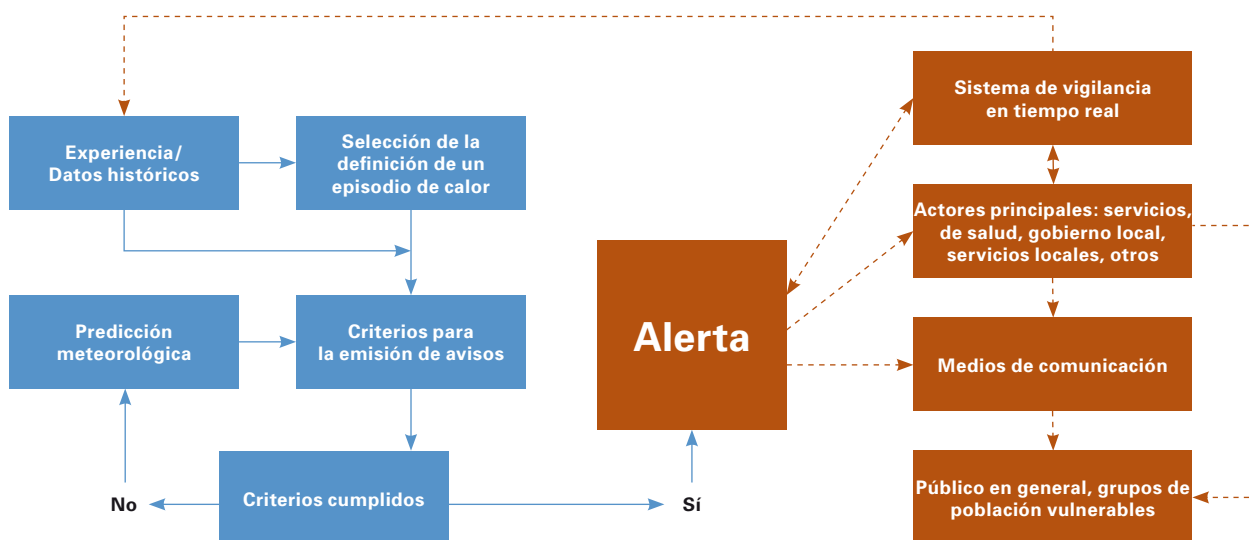 Experiencia/
Datos históricos
Selección de la
definición de un
episodio de calor
Predicción
meteorológica
Criterios para
la emisión de avisos
No
Criterios cumplidos
Sí
Alerta
Sistema de vigilancia
en tiempo real
Actores principales: servicios,
de salud, gobierno local,
servicios locales, otros
Medios de comunicación
Público en general, grupos de
población vulnerables